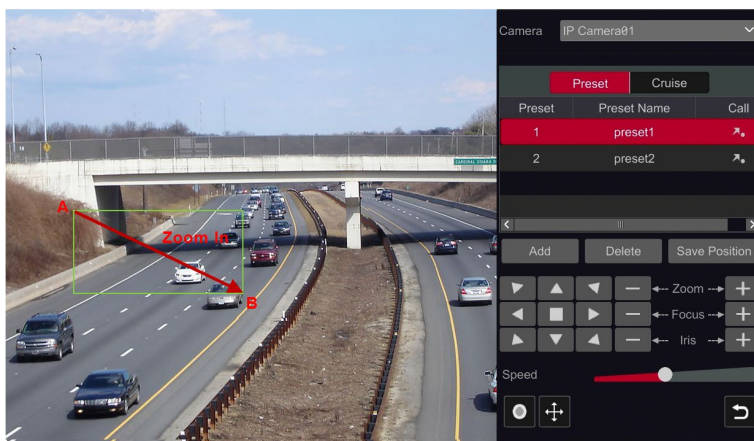 Camera IP Camera01
Preset Cruise
Preset Preset Name Call
1 preset1
2 preset2
Add Delete Save Position
Zoom
Focus
Iris
Speed
A
Zoom In
B